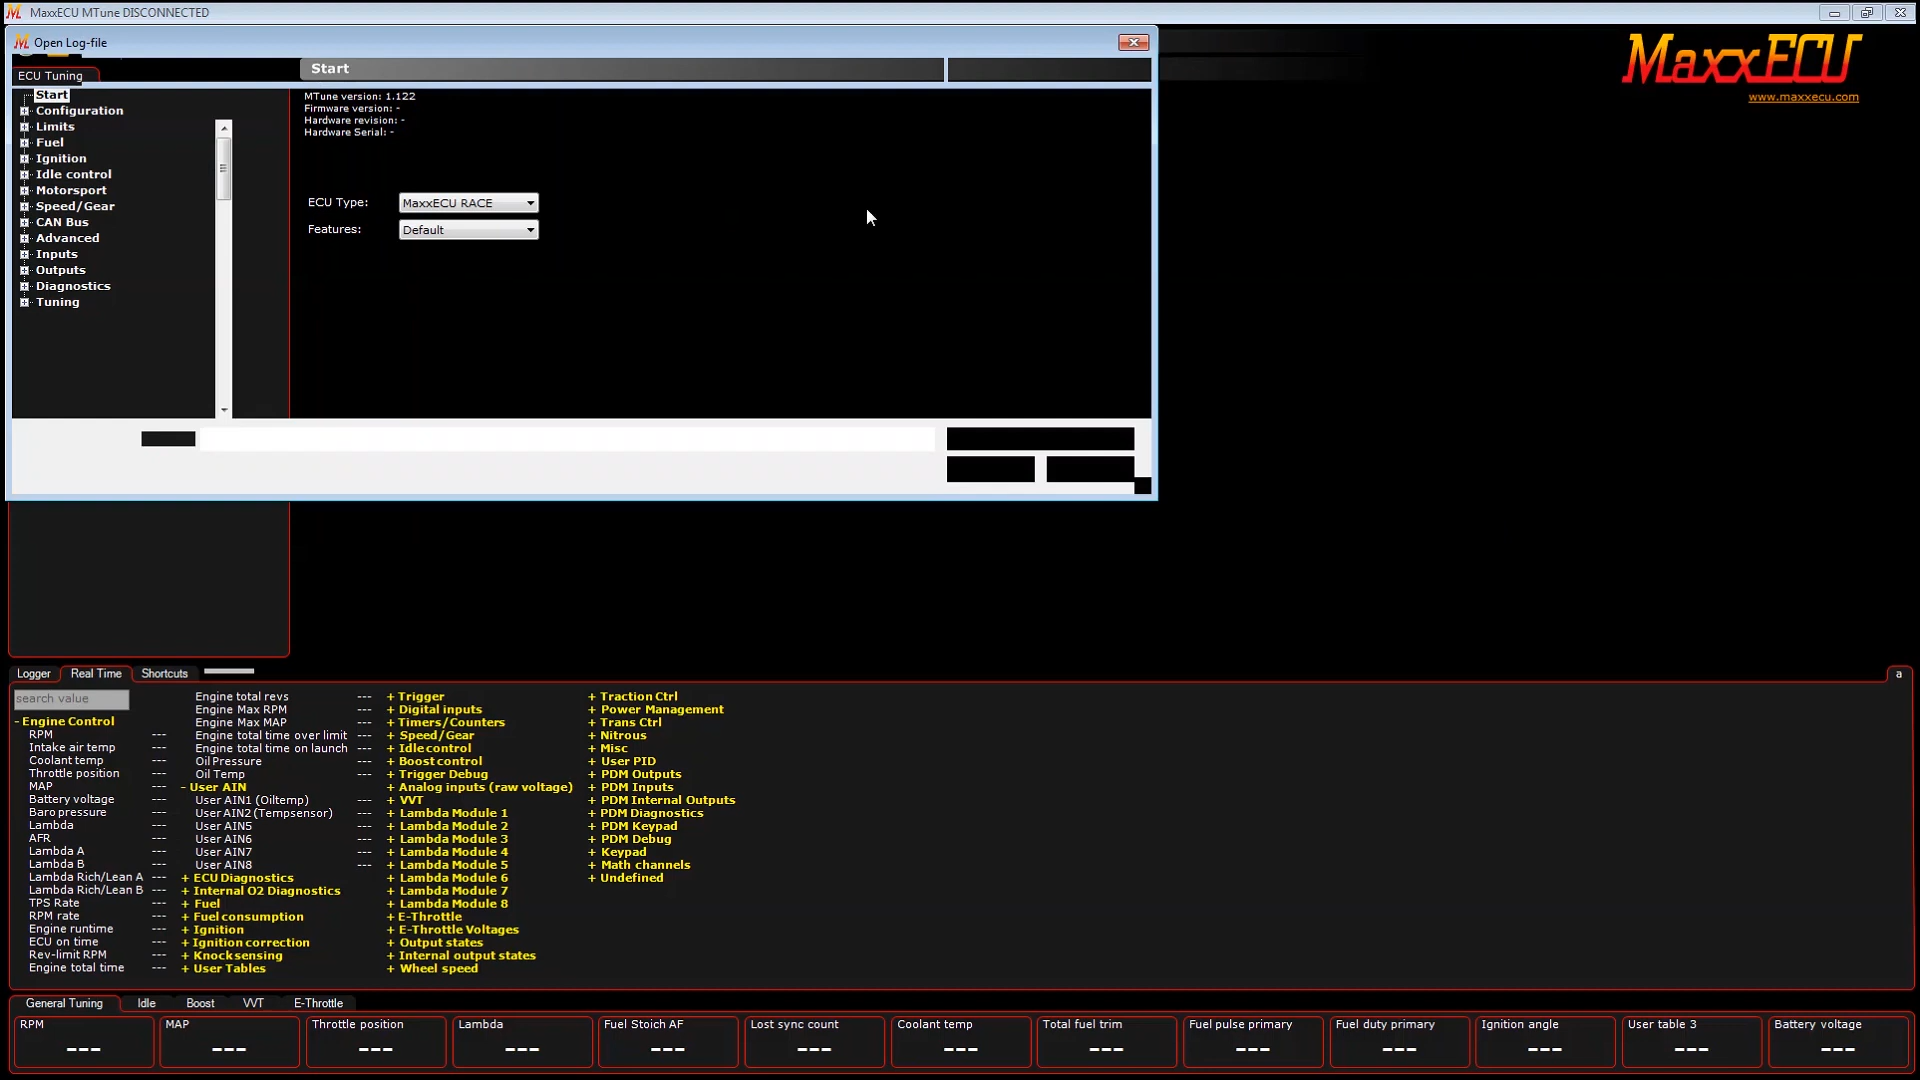 MaxxECU MTune DISCONNECTED
Open Log-file
MaxxECU
www.maxxecu.com
ECU Tuning
Start
Start
Configuration
Limits
Fuel
Ignition
Idle control
Motorsport
Speed/Gear
CAN Bus
Advanced
Inputs
Outputs
Diagnostics
Tuning
MTune version: 1.122
Firmware version: -
Hardware revision: -
Hardware Serial: -
ECU Type: MaxxECU RACE
Features: Default
Logger Real Time Shortcuts
a
search value
- Engine Control
RPM ---
Intake air temp ---
Coolant temp ---
Throttle position ---
MAP ---
Battery voltage ---
Baro pressure ---
Lambda ---
AFR ---
Lambda A ---
Lambda B ---
Lambda Rich/Lean A ---
Lambda Rich/Lean B ---
TPS Rate ---
RPM rate ---
Engine runtime ---
ECU on time ---
Rev-limit RPM ---
Engine total time ---
Engine total revs ---
Engine Max RPM ---
Engine Max MAP ---
Engine total time over limit ---
Engine total time on launch ---
Oil Pressure ---
Oil Temp ---
- User AIN
User AIN1 (Oiltemp) ---
User AIN2 (Tempsensor) ---
User AIN5 ---
User AIN6 ---
User AIN7 ---
User AIN8 ---
+ ECU Diagnostics
+ Internal O2 Diagnostics
+ Fuel
+ Fuel consumption
+ Ignition
+ Ignition correction
+ Knock sensing
+ User Tables
+ Trigger
+ Digital inputs
+ Timers/Counters
+ Speed/Gear
+ Idle control
+ Boost control
+ Trigger Debug
+ Analog inputs (raw voltage)
+ VVT
+ Lambda Module 1
+ Lambda Module 2
+ Lambda Module 3
+ Lambda Module 4
+ Lambda Module 5
+ Lambda Module 6
+ Lambda Module 7
+ Lambda Module 8
+ E-Throttle
+ E-Throttle Voltages
+ Output states
+ Internal output states
+ Wheel speed
+ Traction Ctrl
+ Power Management
+ Trans Ctrl
+ Nitrous
+ Misc
+ User PID
+ PDM Outputs
+ PDM Inputs
+ PDM Internal Outputs
+ PDM Diagnostics
+ PDM Keypad
+ PDM Debug
+ Keypad
+ Math channels
+ Undefined
General Tuning Idle Boost VVT E-Throttle
RPM
---
MAP
---
Throttle position
---
Lambda
---
Fuel Stoich AF
---
Lost sync count
---
Coolant temp
---
Total fuel trim
---
Fuel pulse primary
---
Fuel duty primary
---
Ignition angle
---
User table 3
---
Battery voltage
---